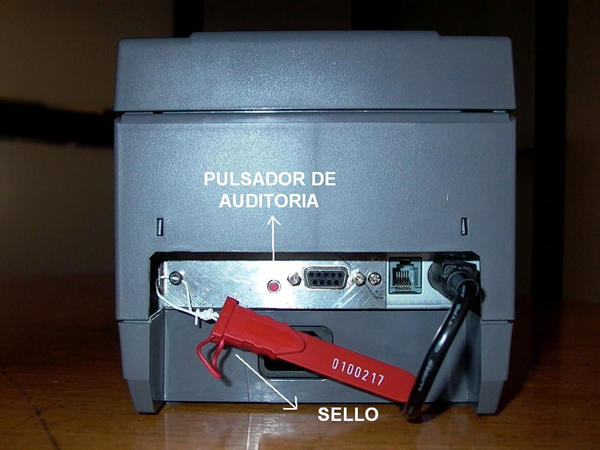 PULSADOR DE
AUDITORIA
0100217
SELLO